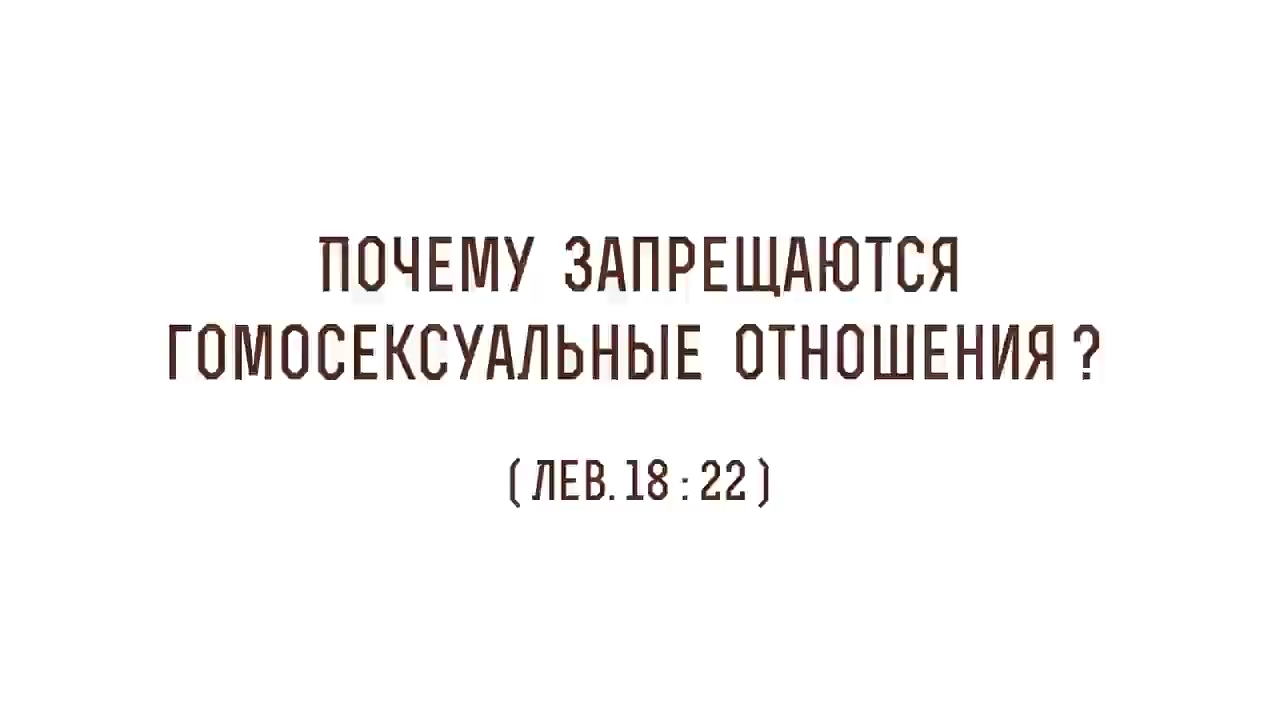 ПОЧЕМУ ЗАПРЕЩАЮТСЯ
ГОМОСЕКСУАЛЬНЫЕ ОТНОШЕНИЯ ?
( ЛЕВ. 18 : 22 )